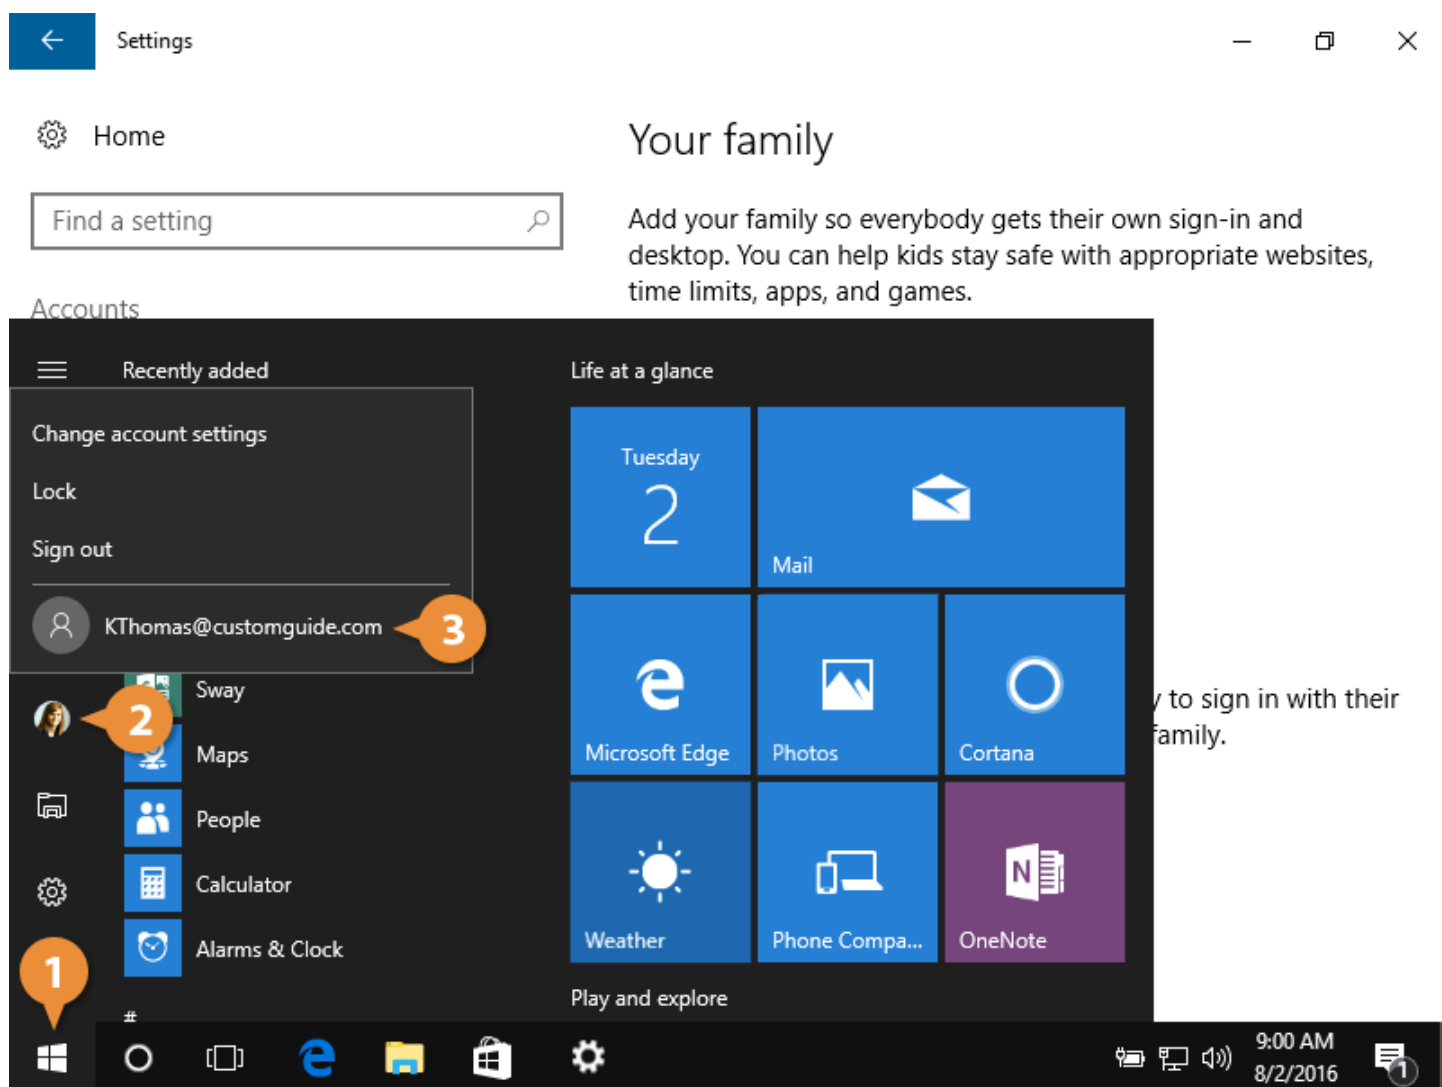 Settings
Home
Find a setting
Accounts
Your family
Add your family so everybody gets their own sign-in and
desktop. You can help kids stay safe with appropriate websites,
time limits, apps, and games.
y to sign in with their
family.
Recently added
Change account settings
Lock
Sign out
KThomas@customguide.com
3
2
Sway
Maps
People
Calculator
Alarms & Clock
#
1
Life at a glance
Tuesday
2
Mail
Microsoft Edge
Photos
Cortana
Weather
Phone Compa...
N
OneNote
Play and explore
9:00 AM
8/2/2016
1